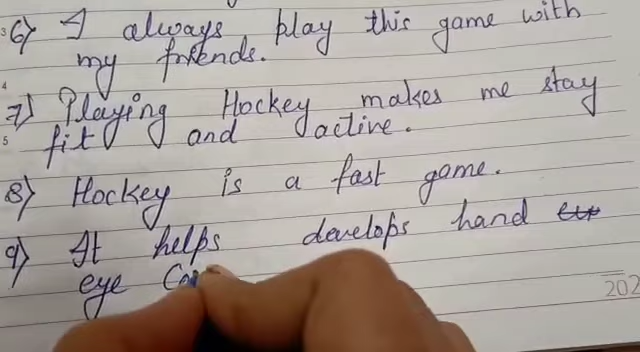 6) I always play this game with
my friends.
7) Playing Hockey makes me stay
fit and active.
8) Hockey is a fast game.
9) It helps develops hand
eye
202